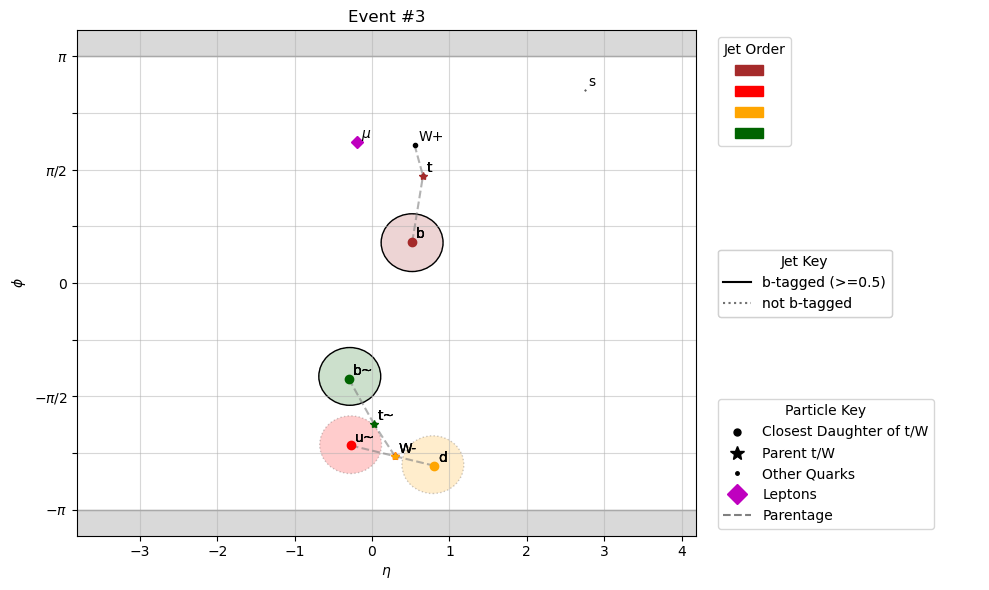 Event #3
π
π/2
0
−π/2
−π
ϕ
−3
−2
−1
0
1
2
3
4
η
s
μ
W+
t
b
b~
t~
u~
W-
d
Jet Order
Jet Key
b-tagged (>=0.5)
not b-tagged
Particle Key
Closest Daughter of t/W
Parent t/W
Other Quarks
Leptons
Parentage